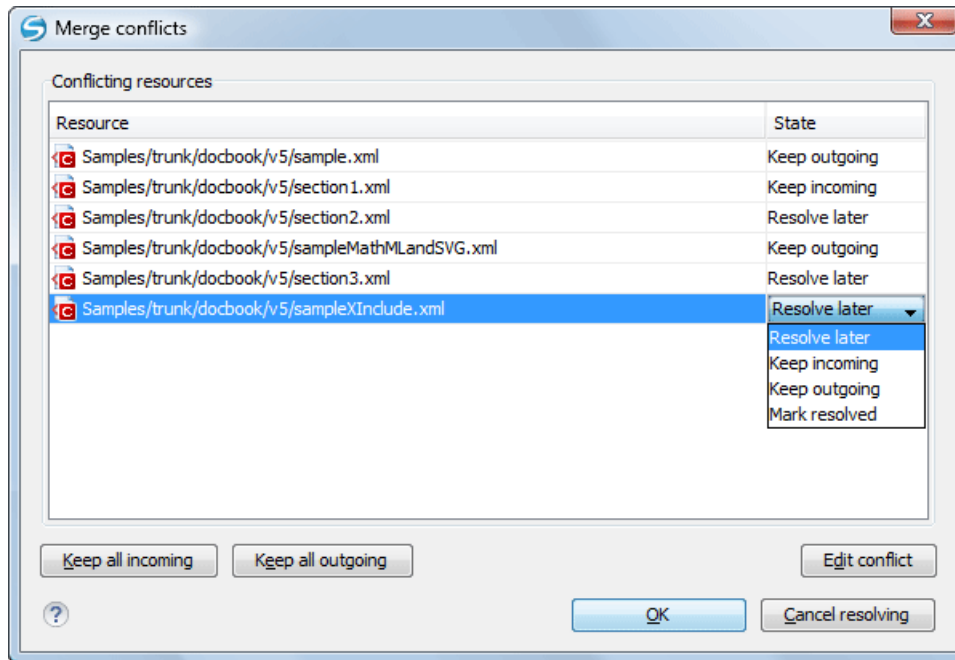 Merge conflicts
Conflicting resources
Resource State
Samples/trunk/docbook/v5/sample.xml Keep outgoing
Samples/trunk/docbook/v5/section1.xml Keep incoming
Samples/trunk/docbook/v5/section2.xml Resolve later
Samples/trunk/docbook/v5/sampleMathMLandSVG.xml Keep outgoing
Samples/trunk/docbook/v5/section3.xml Resolve later
Samples/trunk/docbook/v5/sampleXInclude.xml Resolve later
Resolve later
Keep incoming
Keep outgoing
Mark resolved
Keep all incoming Keep all outgoing Edit conflict
? OK Cancel resolving